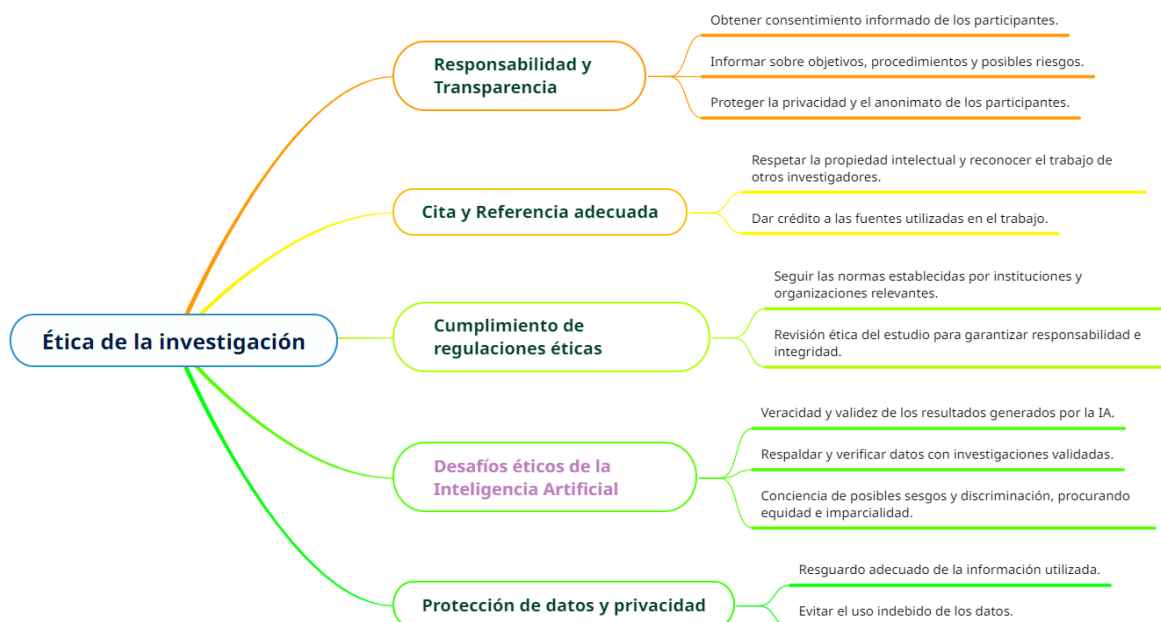 Obtener consentimiento informado de los participantes.
Responsabilidad y
Transparencia
Informar sobre objetivos, procedimientos y posibles riesgos.
Proteger la privacidad y el anonimato de los participantes.
Respetar la propiedad intelectual y reconocer el trabajo de
otros investigadores.
Cita y Referencia adecuada
Dar crédito a las fuentes utilizadas en el trabajo.
Seguir las normas establecidas por instituciones y
organizaciones relevantes.
Cumplimiento de
regulaciones éticas
Revisión ética del estudio para garantizar responsabilidad e
integridad.
Ética de la investigación
Veracidad y validez de los resultados generados por la IA.
Desafíos éticos de la
Inteligencia Artificial
Respaldar y verificar datos con investigaciones validadas.
Conciencia de posibles sesgos y discriminación, procurando
equidad e imparcialidad.
Resguardo adecuado de la información utilizada.
Protección de datos y privacidad
Evitar el uso indebido de los datos.